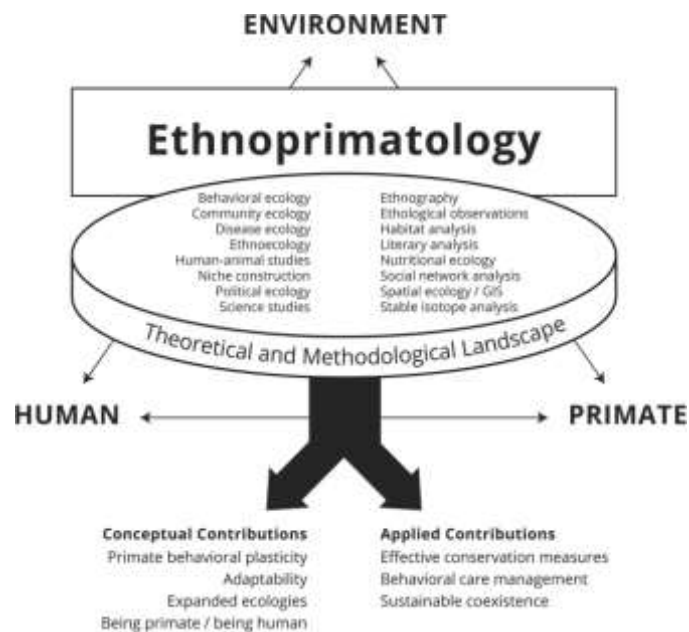 ENVIRONMENT
Ethnoprimatology
Behavioral ecology
Community ecology
Disease ecology
Ethnoecology
Human-animal studies
Niche construction
Political ecology
Science studies
Ethnography
Ethological observations
Habitat analysis
Literary analysis
Nutritional ecology
Social network analysis
Spatial ecology / GIS
Stable isotope analysis
Theoretical and Methodological Landscape
HUMAN
PRIMATE
Conceptual Contributions
Primate behavioral plasticity
Adaptability
Expanded ecologies
Being primate / being human
Applied Contributions
Effective conservation measures
Behavioral care management
Sustainable coexistence